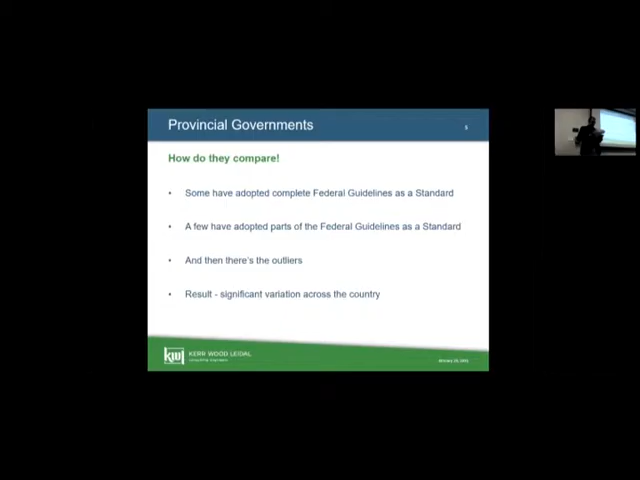 Provincial Governments
How do they compare!
• Some have adopted complete Federal Guidelines as a Standard
• A few have adopted parts of the Federal Guidelines as a Standard
• And then there's the outliers
• Result - significant variation across the country
kwl KERR WOOD LEIDAL
consulting engineers